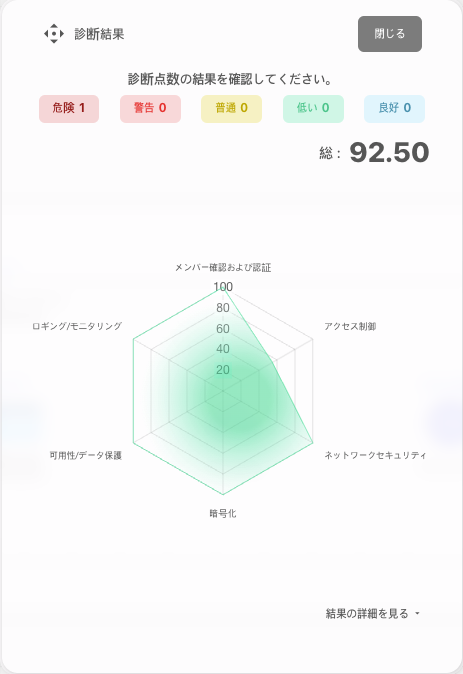 診断結果
閉じる
診断点数の結果を確認してください。
危険 1
警告 0
普通 0
低い 0
良好 0
総： 92.50
メンバー確認および認証
100
80
60
40
20
ロギング/モニタリング
アクセス制御
可用性/データ保護
ネットワークセキュリティ
暗号化
結果の詳細を見る